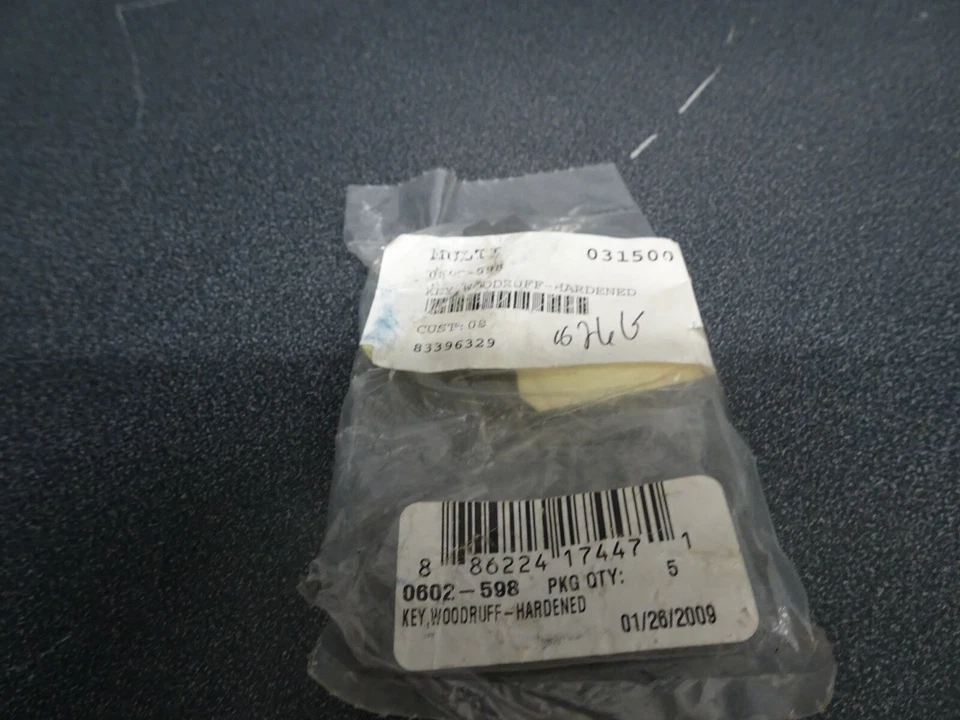 031500
KEY, WOODRUFF-HARDENED
CUST: 08
83396329
8 86224 17447 1
0602-598 PKG QTY: 5
KEY,WOODRUFF-HARDENED
01/26/2009